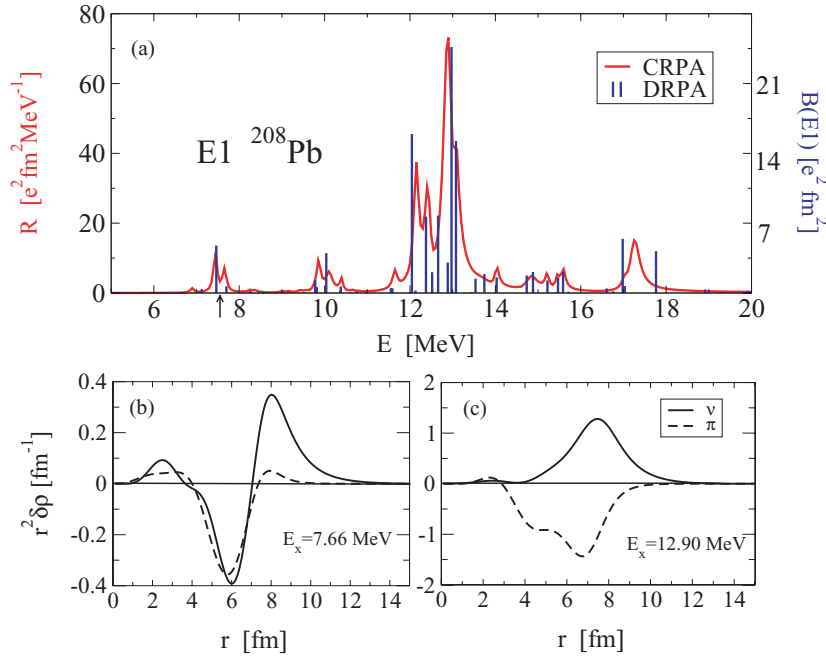 80
60
40
20
0
R [e²fm²MeV⁻¹]
(a)
E1 ²⁰⁸Pb
CRPA
DRPA
24
14
7
B(E1) [e² fm²]
6 8 10 12 14 16 18 20
E [MeV]
0.4
0.2
0
-0.2
-0.4
r²δρ [fm⁻¹]
(b)
Eₓ=7.66 MeV
0 2 4 6 8 10 12 14
r [fm]
2
1
0
-1
-2
(c)
ν
π
Eₓ=12.90 MeV
0 2 4 6 8 10 12 14
r [fm]